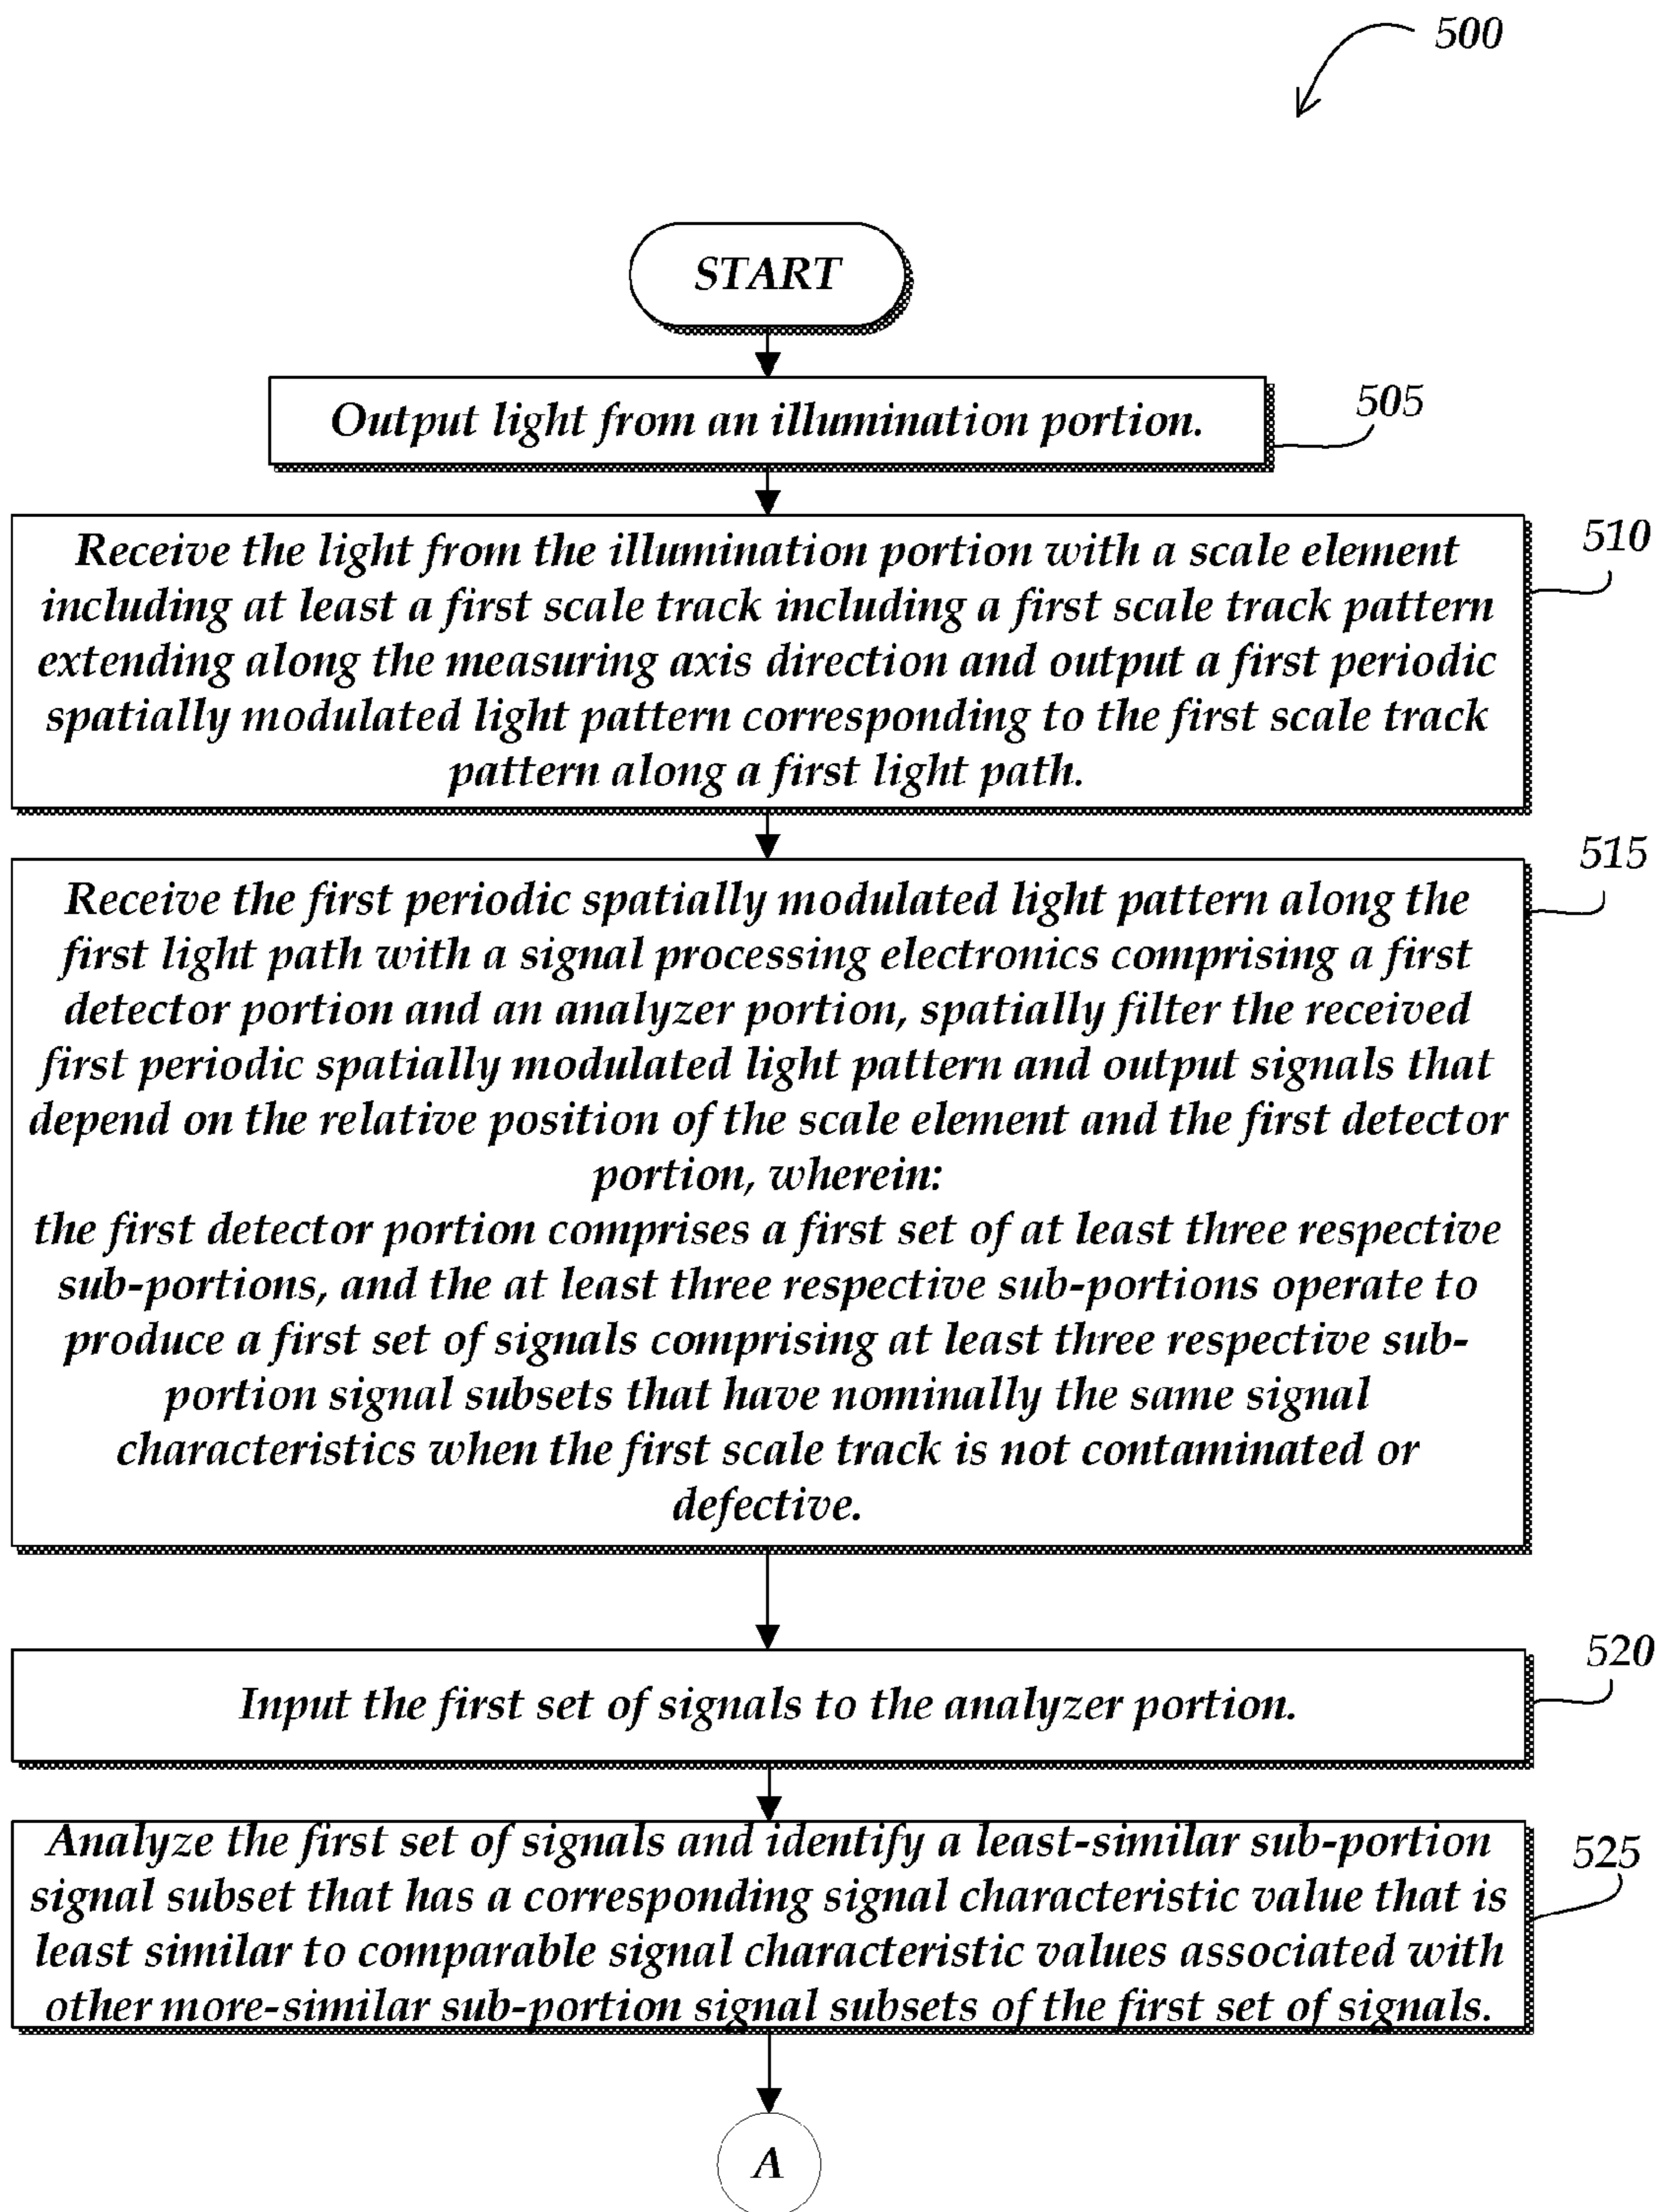 500
START
Output light from an illumination portion.
505
Receive the light from the illumination portion with a scale element
including at least a first scale track including a first scale track pattern
extending along the measuring axis direction and output a first periodic
spatially modulated light pattern corresponding to the first scale track
pattern along a first light path.
510
Receive the first periodic spatially modulated light pattern along the
first light path with a signal processing electronics comprising a first
detector portion and an analyzer portion, spatially filter the received
first periodic spatially modulated light pattern and output signals that
depend on the relative position of the scale element and the first detector
portion, wherein:
the first detector portion comprises a first set of at least three respective
sub-portions, and the at least three respective sub-portions operate to
produce a first set of signals comprising at least three respective sub-
portion signal subsets that have nominally the same signal
characteristics when the first scale track is not contaminated or
defective.
515
Input the first set of signals to the analyzer portion.
520
Analyze the first set of signals and identify a least-similar sub-portion
signal subset that has a corresponding signal characteristic value that is
least similar to comparable signal characteristic values associated with
other more-similar sub-portion signal subsets of the first set of signals.
525
A